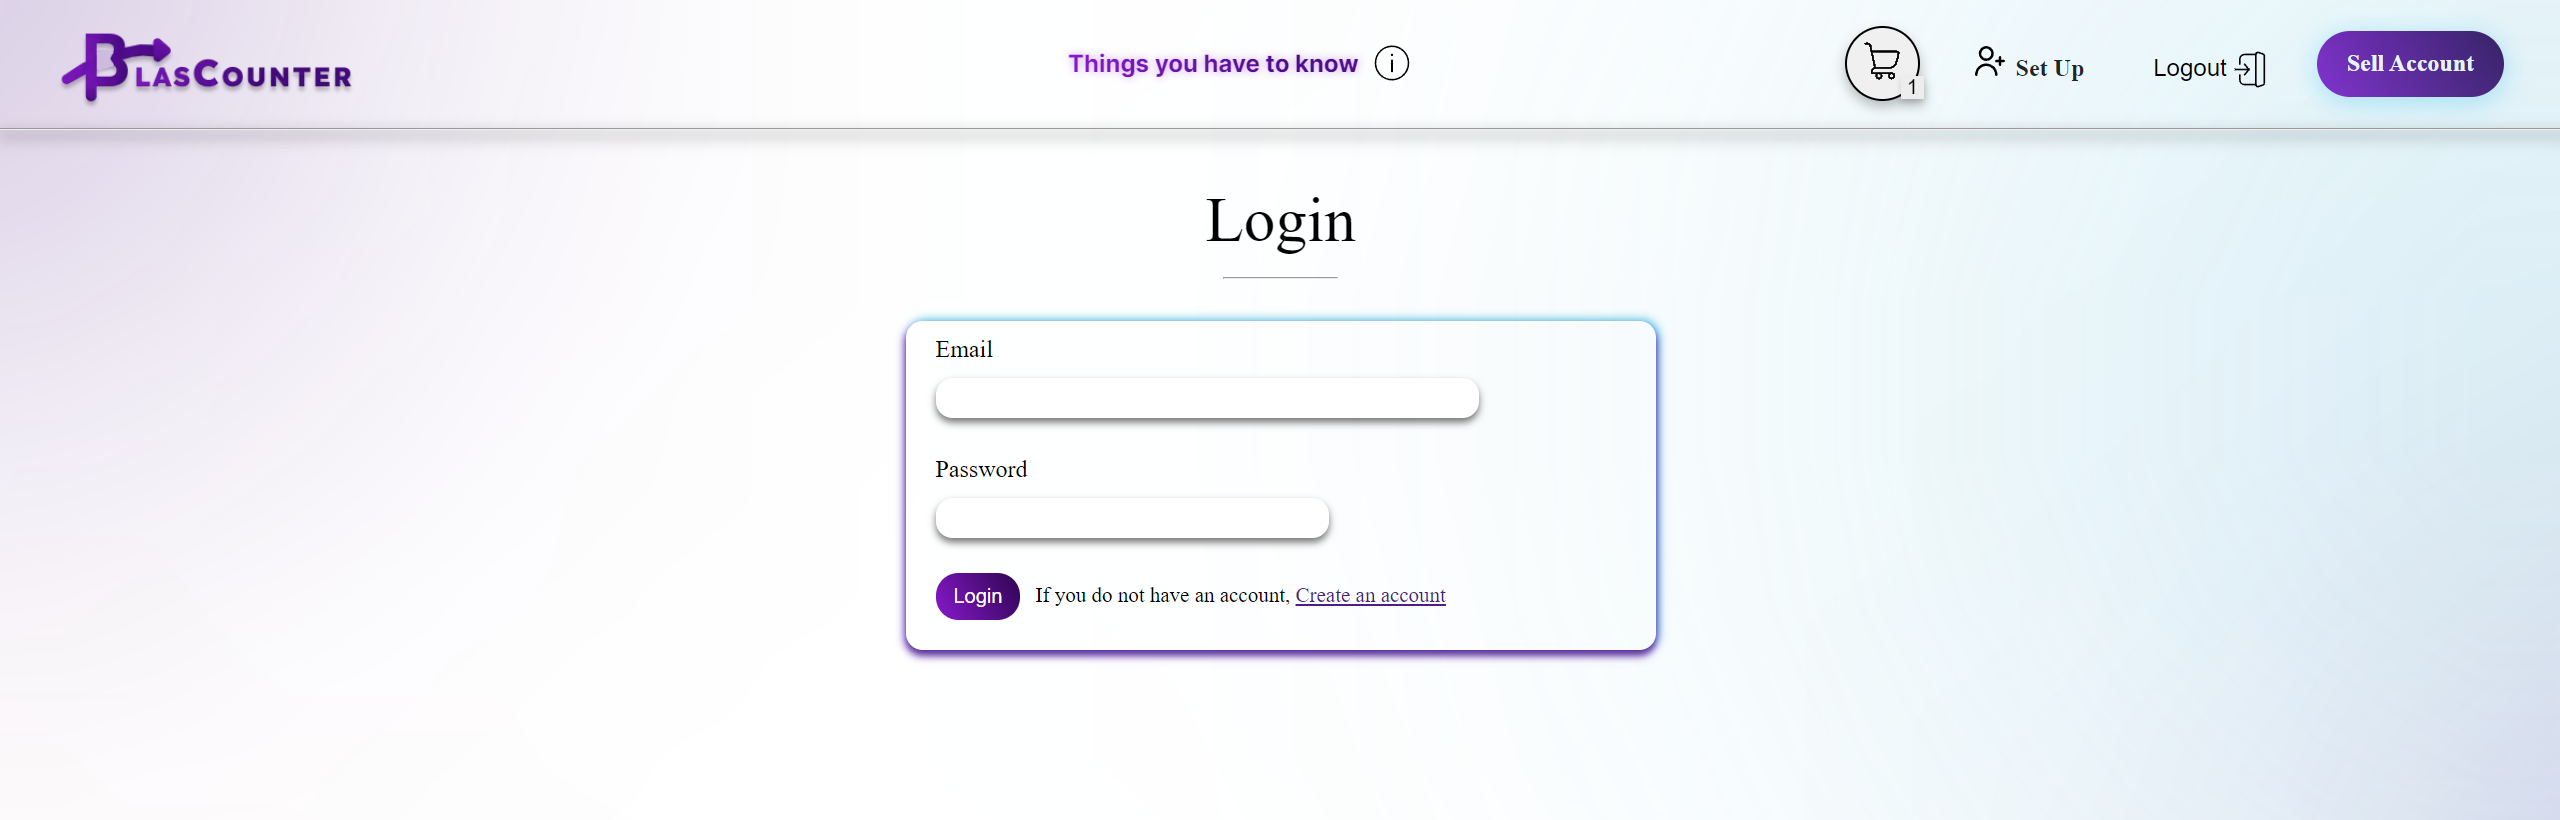 BlasCounter
Things you have to know
1
Set Up
Logout
Sell Account
Login
Email
Password
Login
If you do not have an account, Create an account